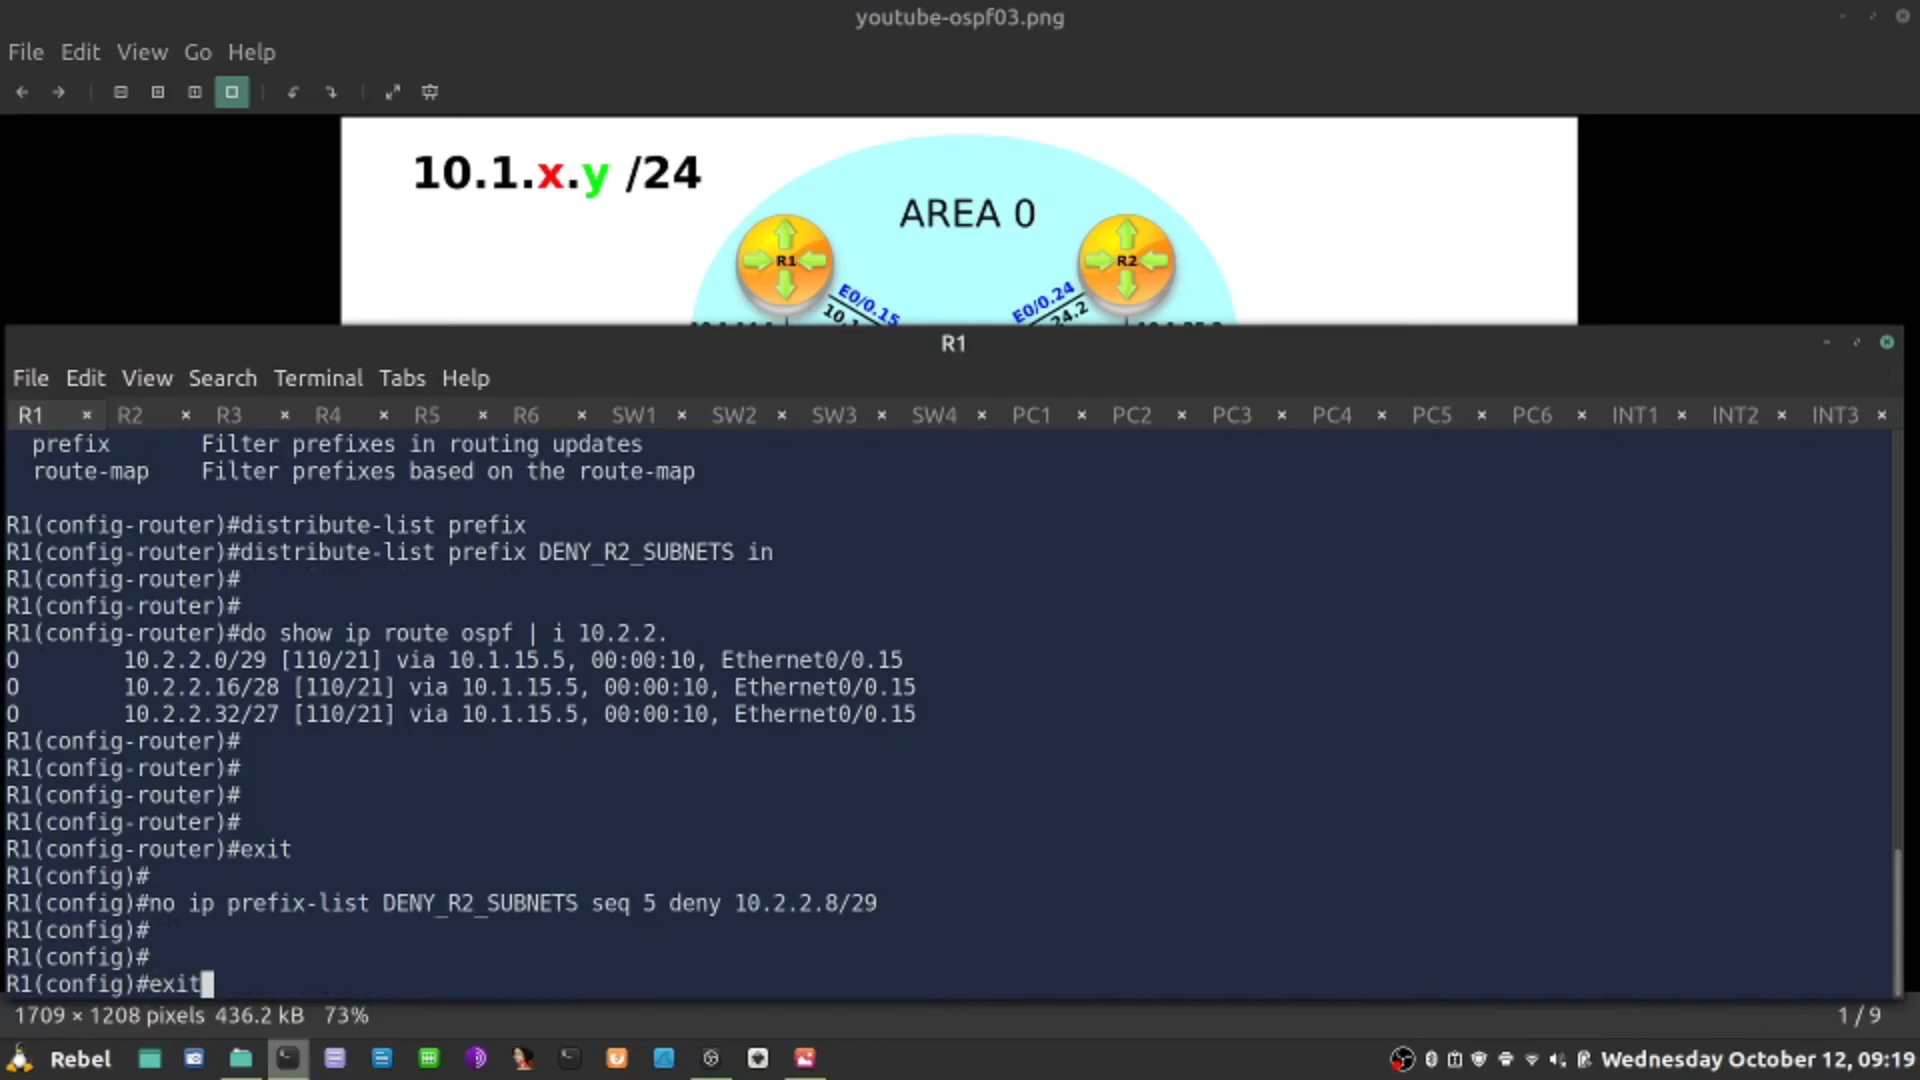 youtube-ospf03.png
File Edit View Go Help
10.1.x.y /24
AREA 0
R1
R2
E0/0.15
E0/0.24
10.1
24.2
R1
File Edit View Search Terminal Tabs Help
R1 × R2 × R3 × R4 × R5 × R6 × SW1 × SW2 × SW3 × SW4 × PC1 × PC2 × PC3 × PC4 × PC5 × PC6 × INT1 × INT2 × INT3 ×
prefix Filter prefixes in routing updates
route-map Filter prefixes based on the route-map
R1(config-router)#distribute-list prefix
R1(config-router)#distribute-list prefix DENY_R2_SUBNETS in
R1(config-router)#
R1(config-router)#
R1(config-router)#do show ip route ospf | i 10.2.2.
O 10.2.2.0/29 [110/21] via 10.1.15.5, 00:00:10, Ethernet0/0.15
O 10.2.2.16/28 [110/21] via 10.1.15.5, 00:00:10, Ethernet0/0.15
O 10.2.2.32/27 [110/21] via 10.1.15.5, 00:00:10, Ethernet0/0.15
R1(config-router)#
R1(config-router)#
R1(config-router)#
R1(config-router)#
R1(config-router)#exit
R1(config)#
R1(config)#no ip prefix-list DENY_R2_SUBNETS seq 5 deny 10.2.2.8/29
R1(config)#
R1(config)#
R1(config)#exit
1709 × 1208 pixels 436.2 kB 73%
1 / 9
Rebel
Wednesday October 12, 09:19